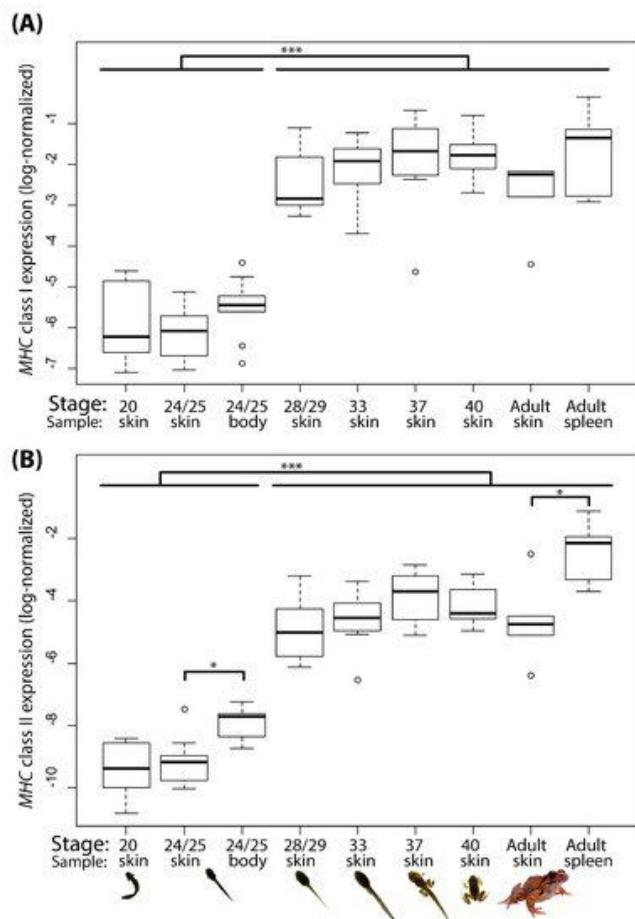 (A)
***
MHC class I expression (log-normalized)
-1
-2
-3
-4
-5
-6
-7
Stage: 20 24/25 24/25 28/29 33 37 40 Adult Adult
Sample: skin skin body skin skin skin skin skin spleen
(B)
***
*
*
MHC class II expression (log-normalized)
-2
-4
-6
-8
-10
Stage: 20 24/25 24/25 28/29 33 37 40 Adult Adult
Sample: skin skin body skin skin skin skin skin spleen